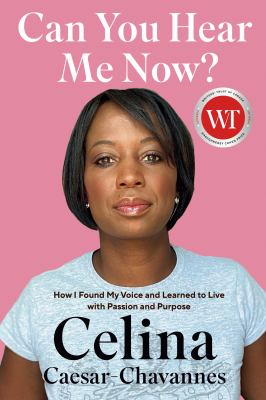 Can You Hear
Me Now?
WT
How I Found My Voice and Learned to Live
with Passion and Purpose
Celina
Caesar-Chavannes